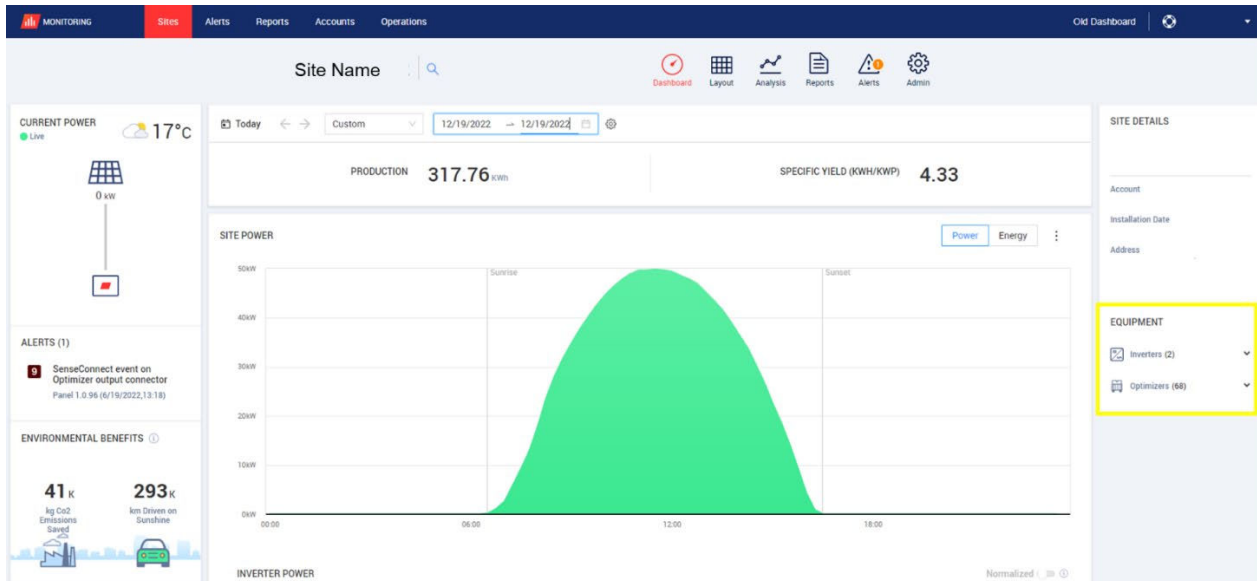 MONITORING
Sites
Alerts
Reports
Accounts
Operations
Old Dashboard
Site Name
Dashboard
Layout
Analysis
Reports
Alerts
Admin
CURRENT POWER
Live
17°C
0 kW
ALERTS (1)
9
SenseConnect event on
Optimizer output connector
Panel 1.0.96 (6/19/2022,13:18)
ENVIRONMENTAL BENEFITS
41 K
kg Co2
Emissions
Saved
293 K
km Driven on
Sunshine
Today
Custom
12/19/2022 → 12/19/2022
PRODUCTION 317.76 KWh
SPECIFIC YIELD (KWH/KWP) 4.33
SITE POWER
Power
Energy
50kW
40kW
30kW
20kW
10kW
0kW
Sunrise
Sunset
00:00
06:00
12:00
18:00
INVERTER POWER
Normalized
SITE DETAILS
Account
Installation Date
Address
EQUIPMENT
Inverters (2)
Optimizers (68)